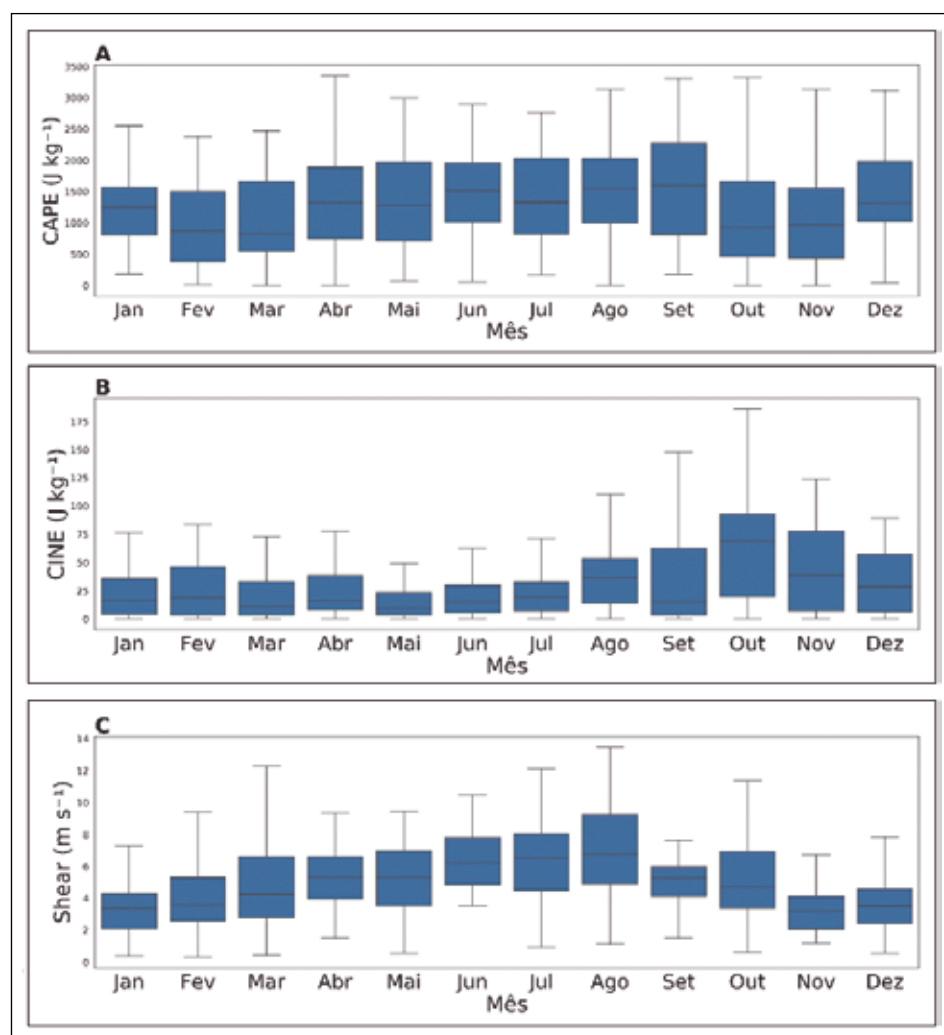 A
CAPE (J kg⁻¹)
3500
3000
2500
2000
1500
1000
500
0
Jan Fev Mar Abr Mai Jun Jul Ago Set Out Nov Dez
Mês
B
CINE (J kg⁻¹)
175
150
125
100
75
50
25
0
Jan Fev Mar Abr Mai Jun Jul Ago Set Out Nov Dez
Mês
C
Shear (m s⁻¹)
14
12
10
8
6
4
2
0
Jan Fev Mar Abr Mai Jun Jul Ago Set Out Nov Dez
Mês